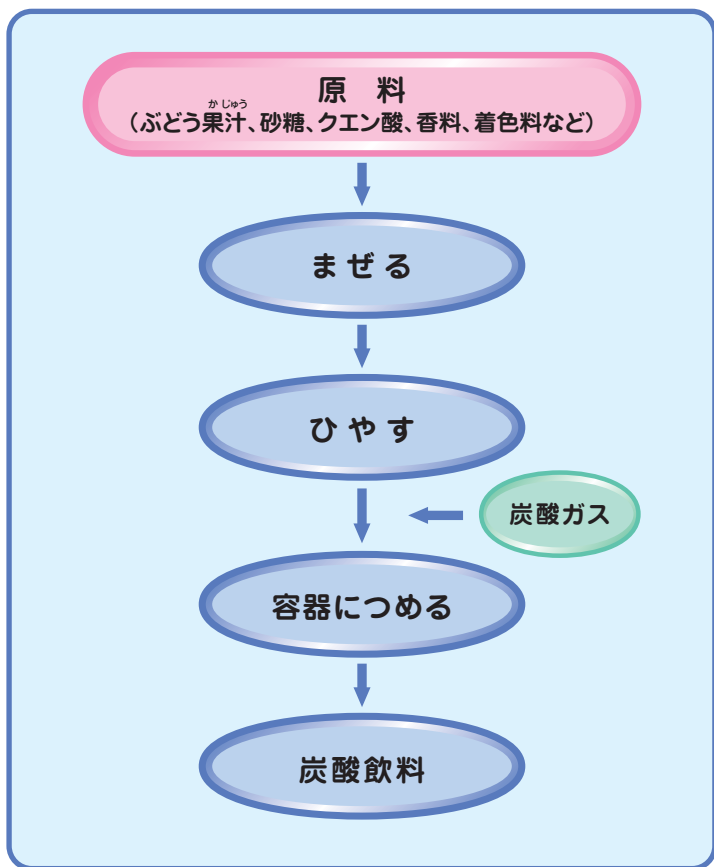 原 料
かじゅう
（ぶどう果汁、砂糖、クエン酸、香料、着色料など）
まぜる
ひやす
炭酸ガス
容器につめる
炭酸飲料